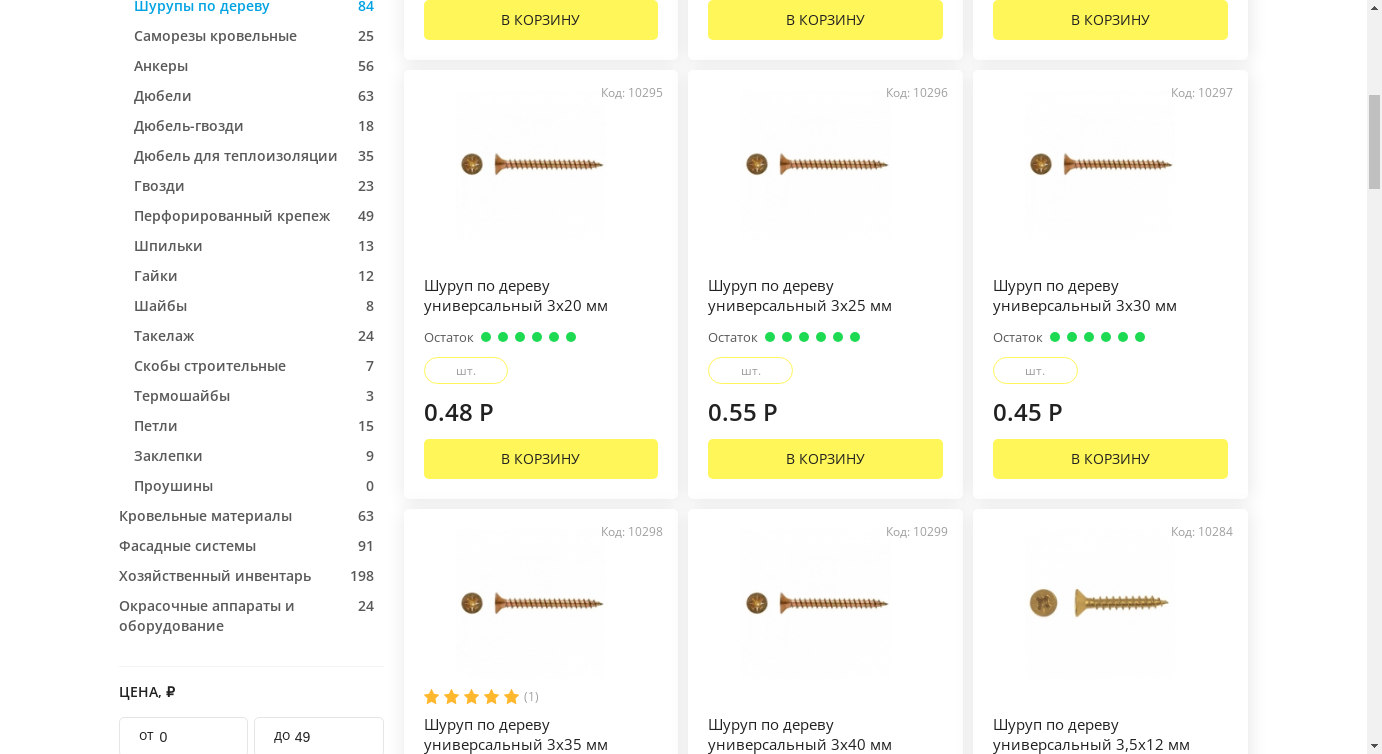 Шурупы по дереву 84
Саморезы кровельные 25
Анкеры 56
Дюбели 63
Дюбель-гвозди 18
Дюбель для теплоизоляции 35
Гвозди 23
Перфорированный крепеж 49
Шпильки 13
Гайки 12
Шайбы 8
Такелаж 24
Скобы строительные 7
Термошайбы 3
Петли 15
Заклепки 9
Проушины 0
Кровельные материалы 63
Фасадные системы 91
Хозяйственный инвентарь 198
Окрасочные аппараты и 24
оборудование
ЦЕНА, ₽
от 0 до 49
В КОРЗИНУ В КОРЗИНУ В КОРЗИНУ
Код: 10295
Шуруп по дереву
универсальный 3х20 мм
Остаток
шт.
0.48 Р
В КОРЗИНУ
Код: 10296
Шуруп по дереву
универсальный 3х25 мм
Остаток
шт.
0.55 Р
В КОРЗИНУ
Код: 10297
Шуруп по дереву
универсальный 3х30 мм
Остаток
шт.
0.45 Р
В КОРЗИНУ
Код: 10298
(1)
Шуруп по дереву
универсальный 3х35 мм
Код: 10299
Шуруп по дереву
универсальный 3х40 мм
Код: 10284
Шуруп по дереву
универсальный 3,5х12 мм